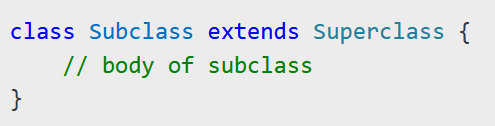 class Subclass extends Superclass {
    // body of subclass
}